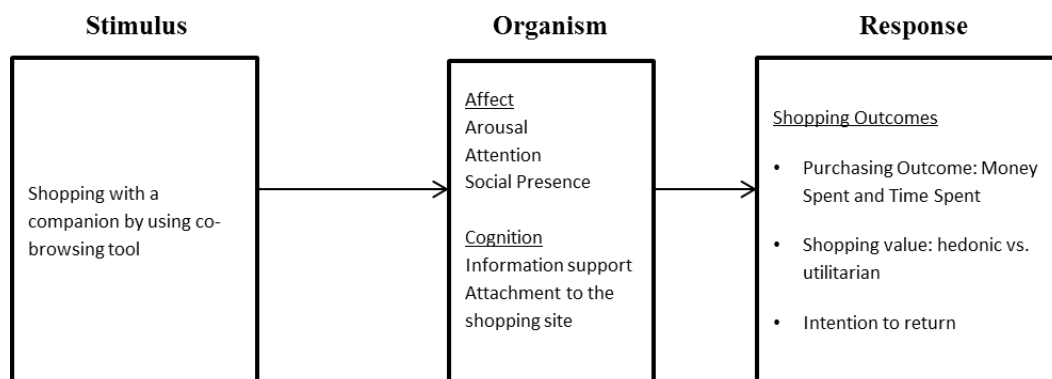 Stimulus
Shopping with a
companion by using co-
browsing tool
Organism
Affect
Arousal
Attention
Social Presence
Cognition
Information support
Attachment to the
shopping site
Response
Shopping Outcomes
• Purchasing Outcome: Money
Spent and Time Spent
• Shopping value: hedonic vs.
utilitarian
• Intention to return